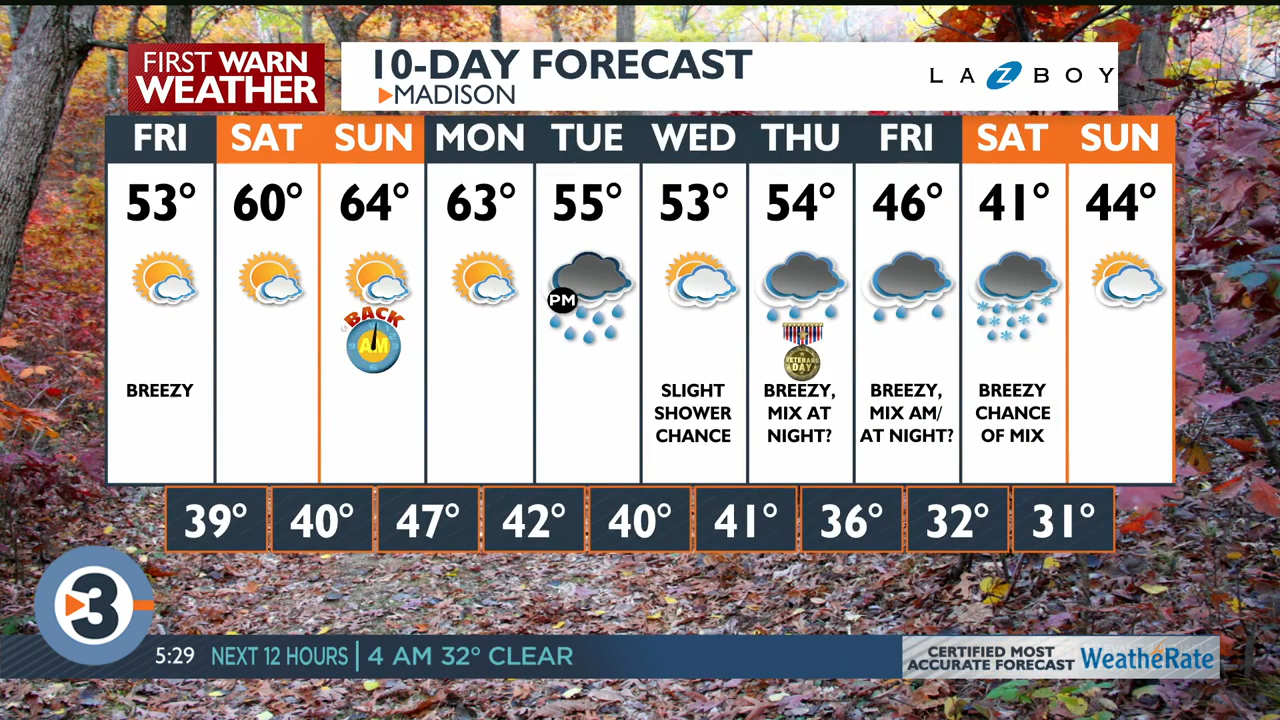 FIRST WARN
WEATHER
10-DAY FORECAST
MADISON
LAZBOY
FRI SAT SUN MON TUE WED THU FRI SAT SUN
53° 60° 64° 63° 55° 53° 54° 46° 41° 44°
PM
BACK
AM
VETERANS
DAY
BREEZY
SLIGHT
SHOWER
CHANCE
BREEZY,
MIX AT
NIGHT?
BREEZY,
MIX AM/
AT NIGHT?
BREEZY
CHANCE
OF MIX
39° 40° 47° 42° 40° 41° 36° 32° 31°
3
5:29 NEXT 12 HOURS | 4 AM 32° CLEAR
CERTIFIED MOST
ACCURATE FORECAST
WeatheRate